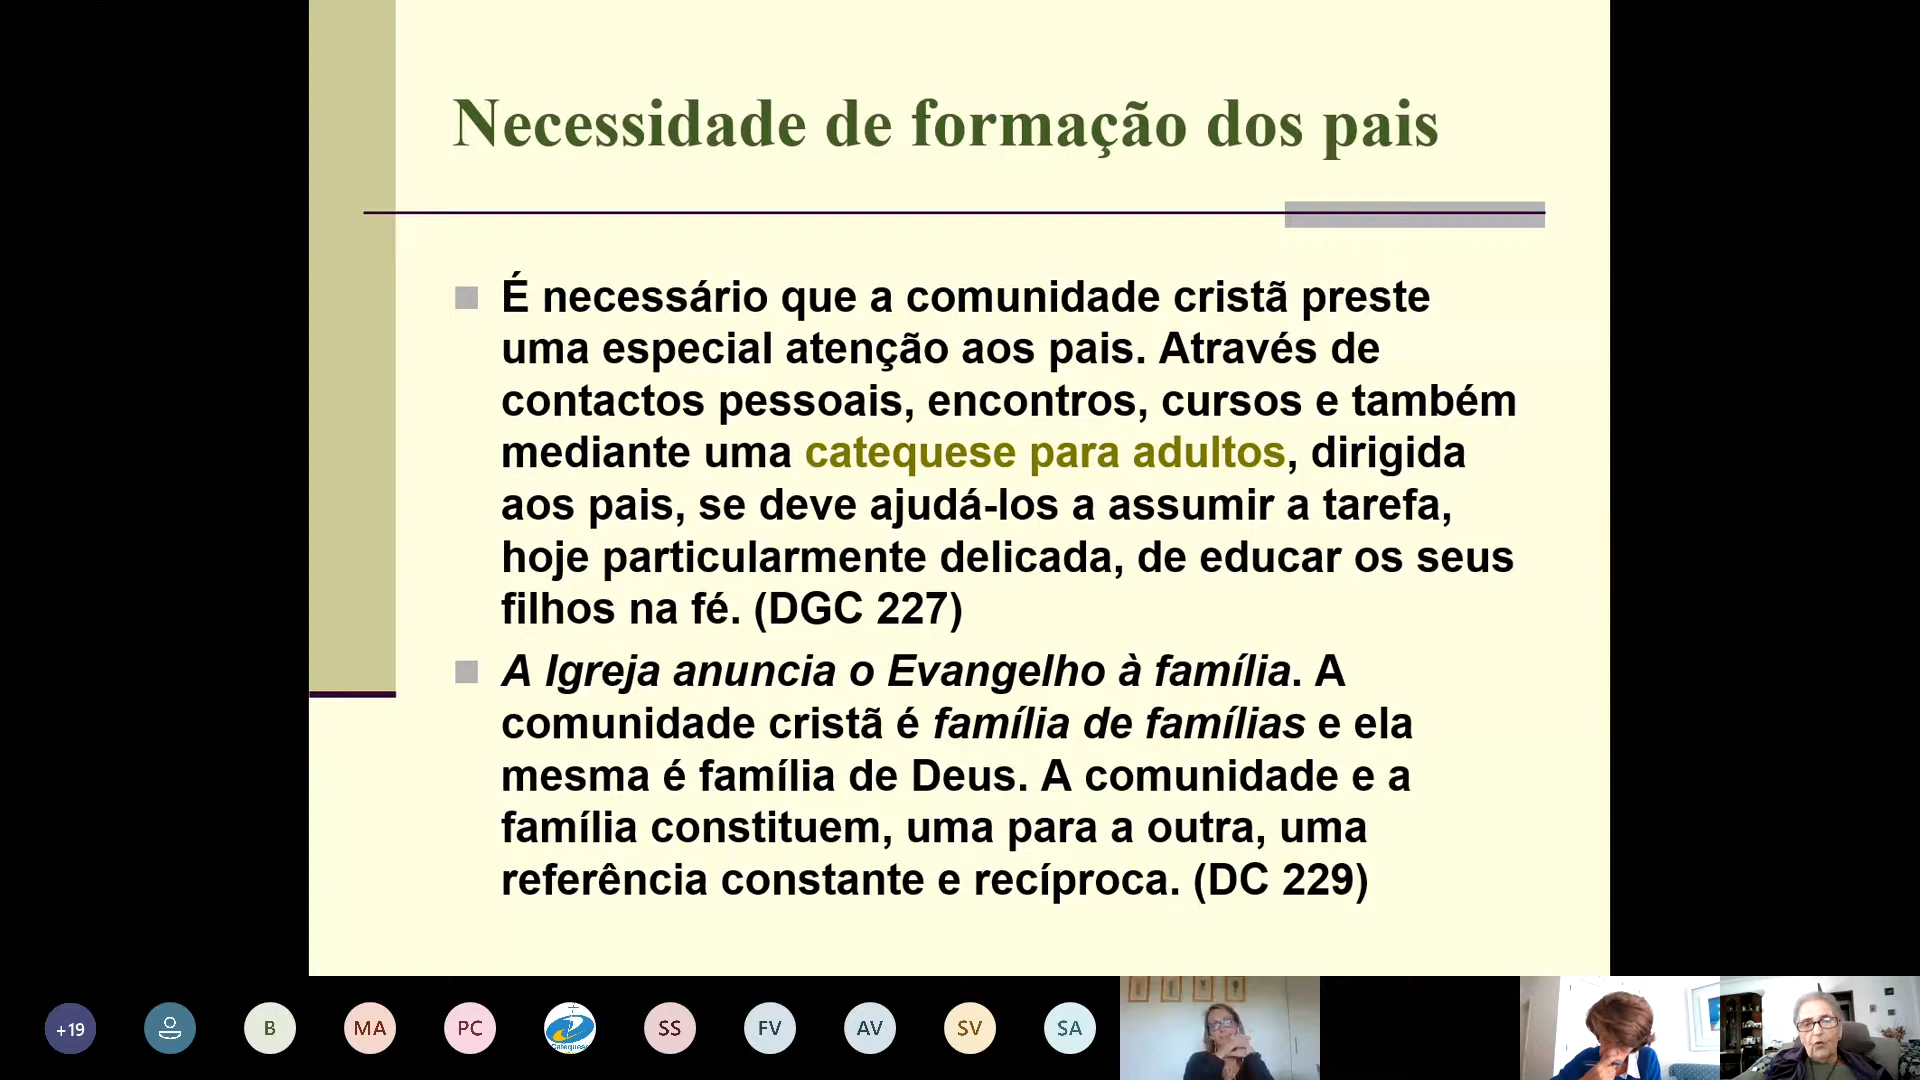 Necessidade de formação dos pais
É necessário que a comunidade cristã preste
uma especial atenção aos pais. Através de
contactos pessoais, encontros, cursos e também
mediante uma catequese para adultos, dirigida
aos pais, se deve ajudá-los a assumir a tarefa,
hoje particularmente delicada, de educar os seus
filhos na fé. (DGC 227)
A Igreja anuncia o Evangelho à família. A
comunidade cristã é família de famílias e ela
mesma é família de Deus. A comunidade e a
família constituem, uma para a outra, uma
referência constante e recíproca. (DC 229)
+19 B MA PC Catequese SS FV AV SV SA